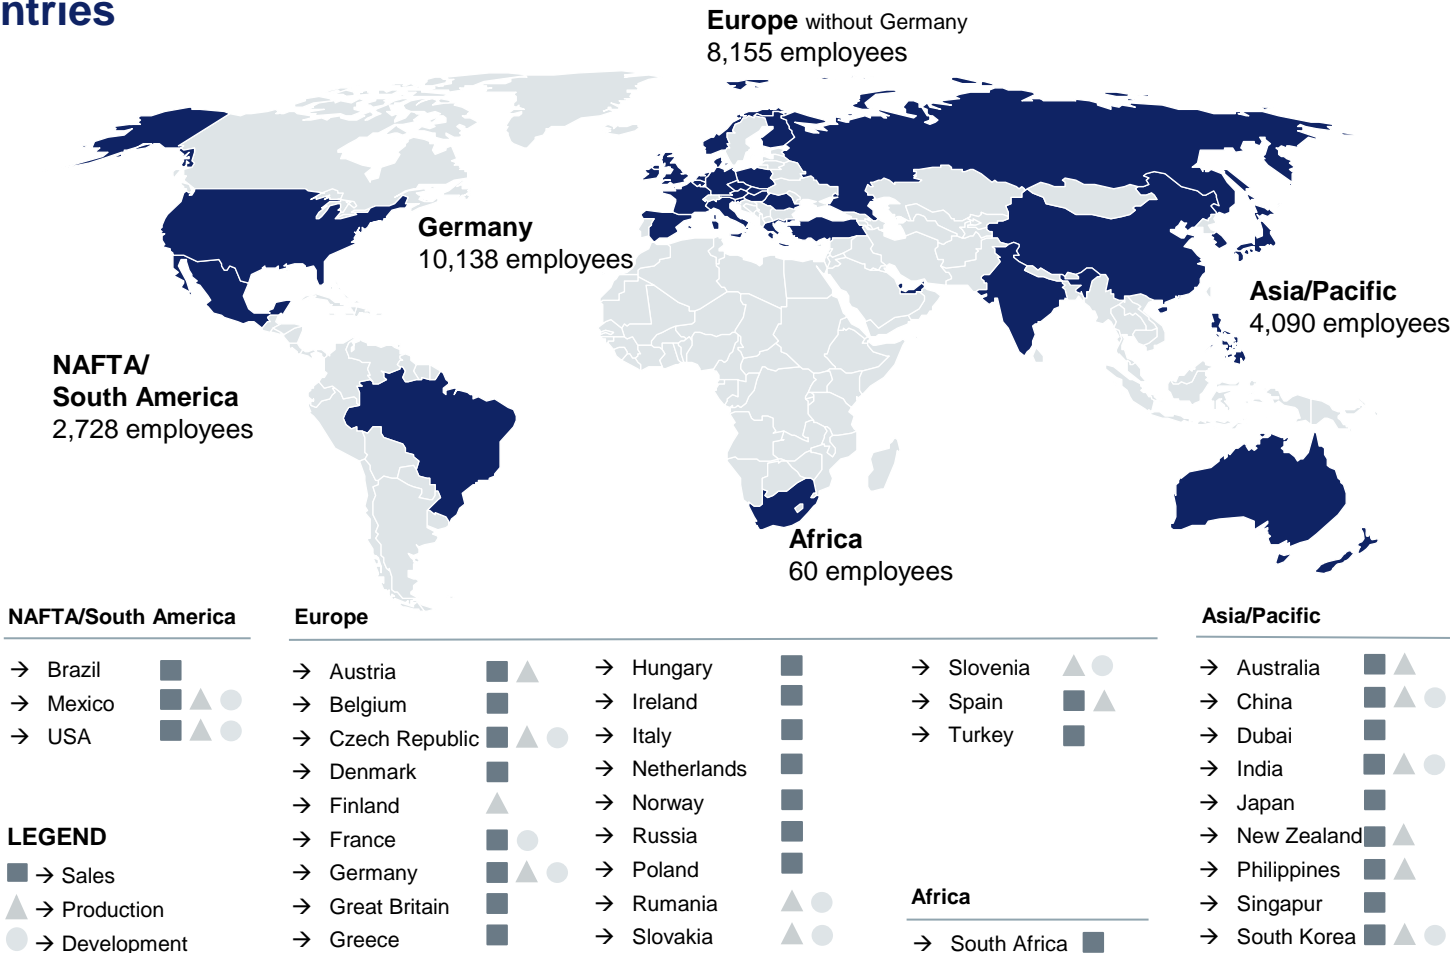 Europe without Germany
8,155 employees
Germany
10,138 employees
Asia/Pacific
4,090 employees
NAFTA/
South America
2,728 employees
Africa
60 employees
NAFTA/South America
→ Brazil
→ Mexico
→ USA
LEGEND
→ Sales
→ Production
→ Development
Europe
→ Austria
→ Belgium
→ Czech Republic
→ Denmark
→ Finland
→ France
→ Germany
→ Great Britain
→ Greece
→ Hungary
→ Ireland
→ Italy
→ Netherlands
→ Norway
→ Russia
→ Poland
→ Rumania
→ Slovakia
→ Slovenia
→ Spain
→ Turkey
Africa
→ South Africa
Asia/Pacific
→ Australia
→ China
→ Dubai
→ India
→ Japan
→ New Zealand
→ Philippines
→ Singapur
→ South Korea